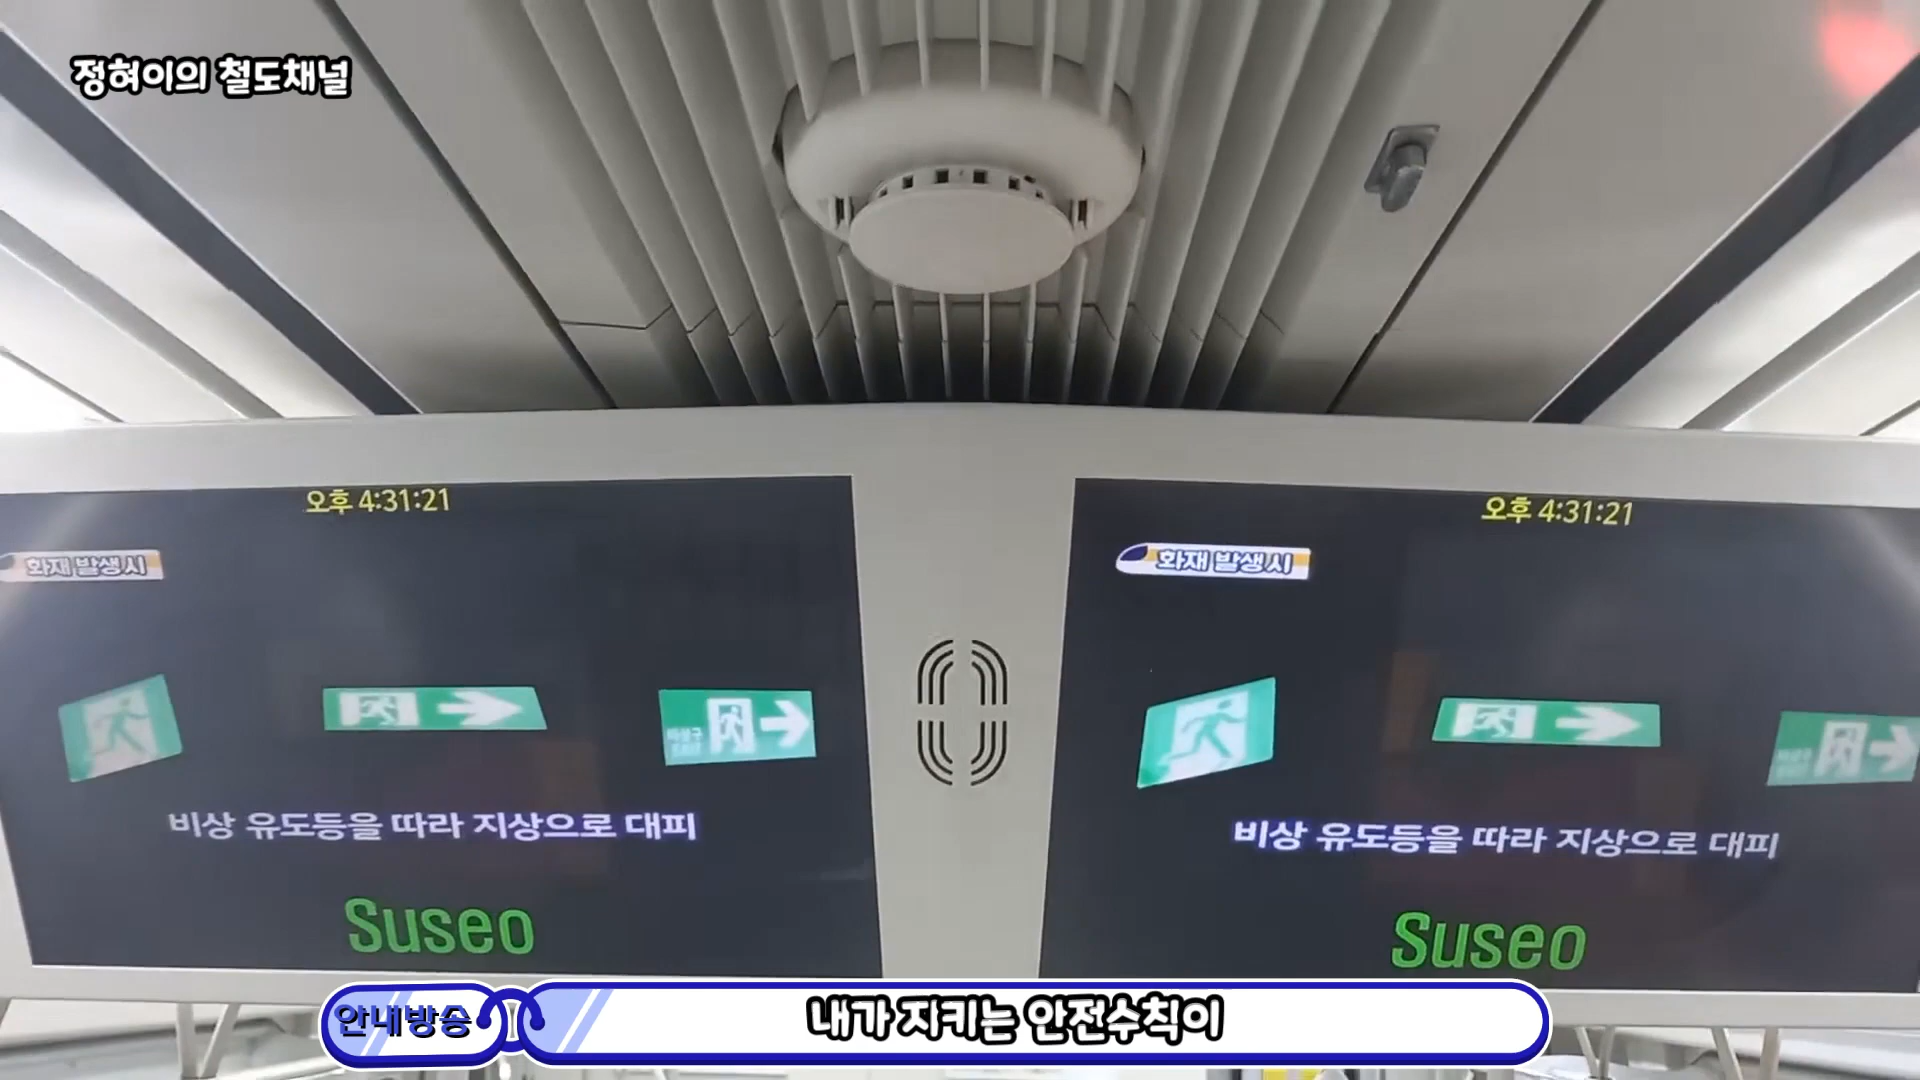 정혀이의 철도채널
오후 4:31:21
화재 발생시
비상 유도등을 따라 지상으로 대피
Suseo
오후 4:31:21
화재 발생시
비상 유도등을 따라 지상으로 대피
Suseo
안내방송
내가 지키는 안전수칙이